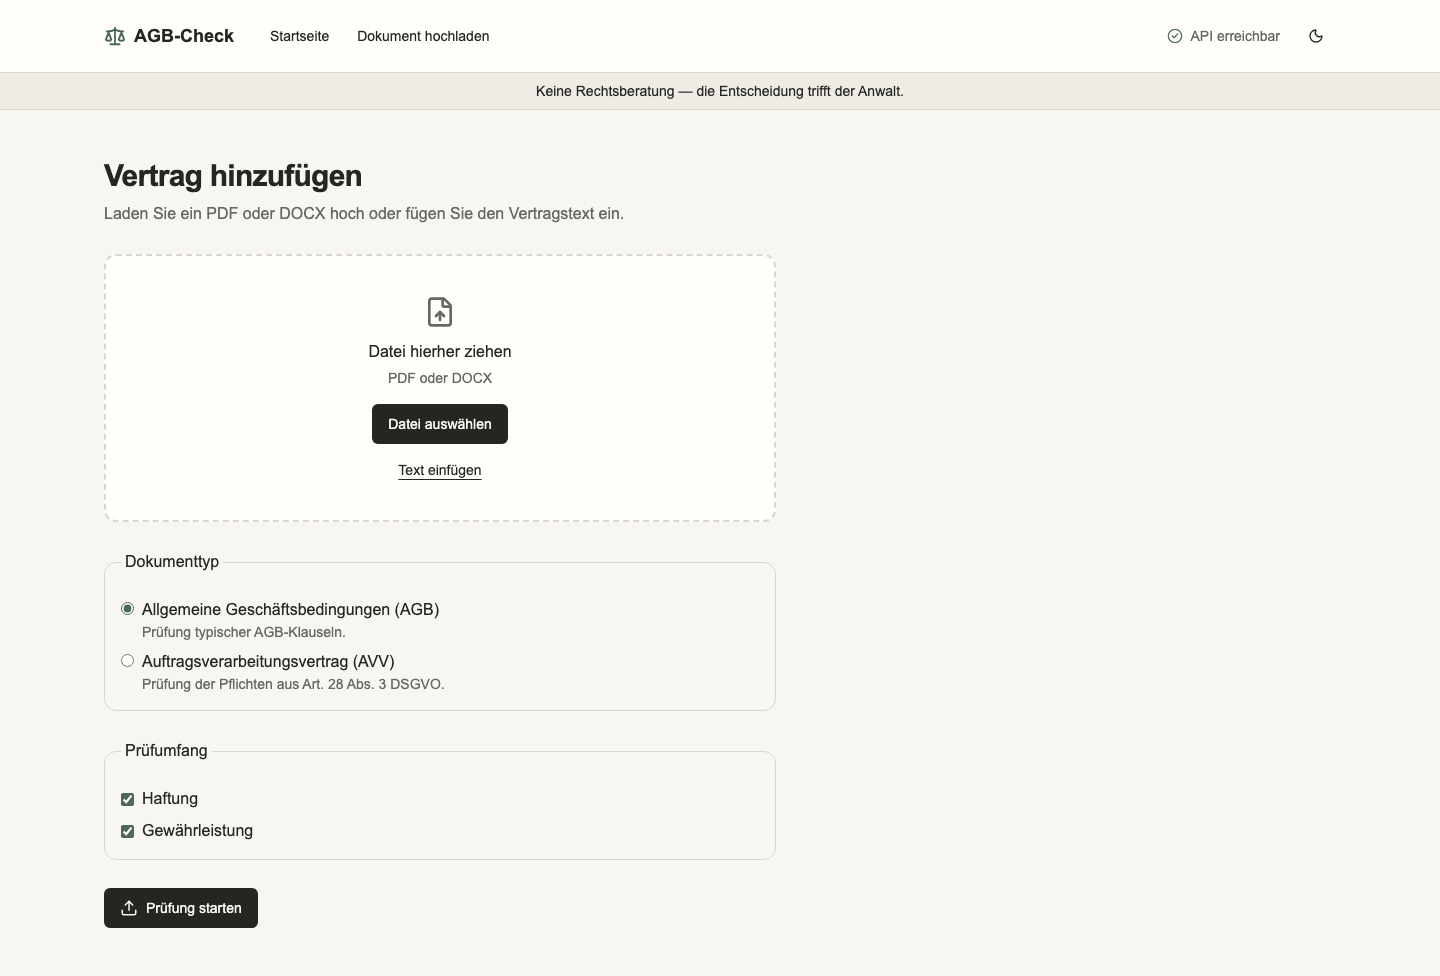 AGB-Check
Startseite
Dokument hochladen
API erreichbar
Keine Rechtsberatung — die Entscheidung trifft der Anwalt.
Vertrag hinzufügen
Laden Sie ein PDF oder DOCX hoch oder fügen Sie den Vertragstext ein.
Datei hierher ziehen
PDF oder DOCX
Datei auswählen
Text einfügen
Dokumenttyp
Allgemeine Geschäftsbedingungen (AGB)
Prüfung typischer AGB-Klauseln.
Auftragsverarbeitungsvertrag (AVV)
Prüfung der Pflichten aus Art. 28 Abs. 3 DSGVO.
Prüfumfang
Haftung
Gewährleistung
Prüfung starten